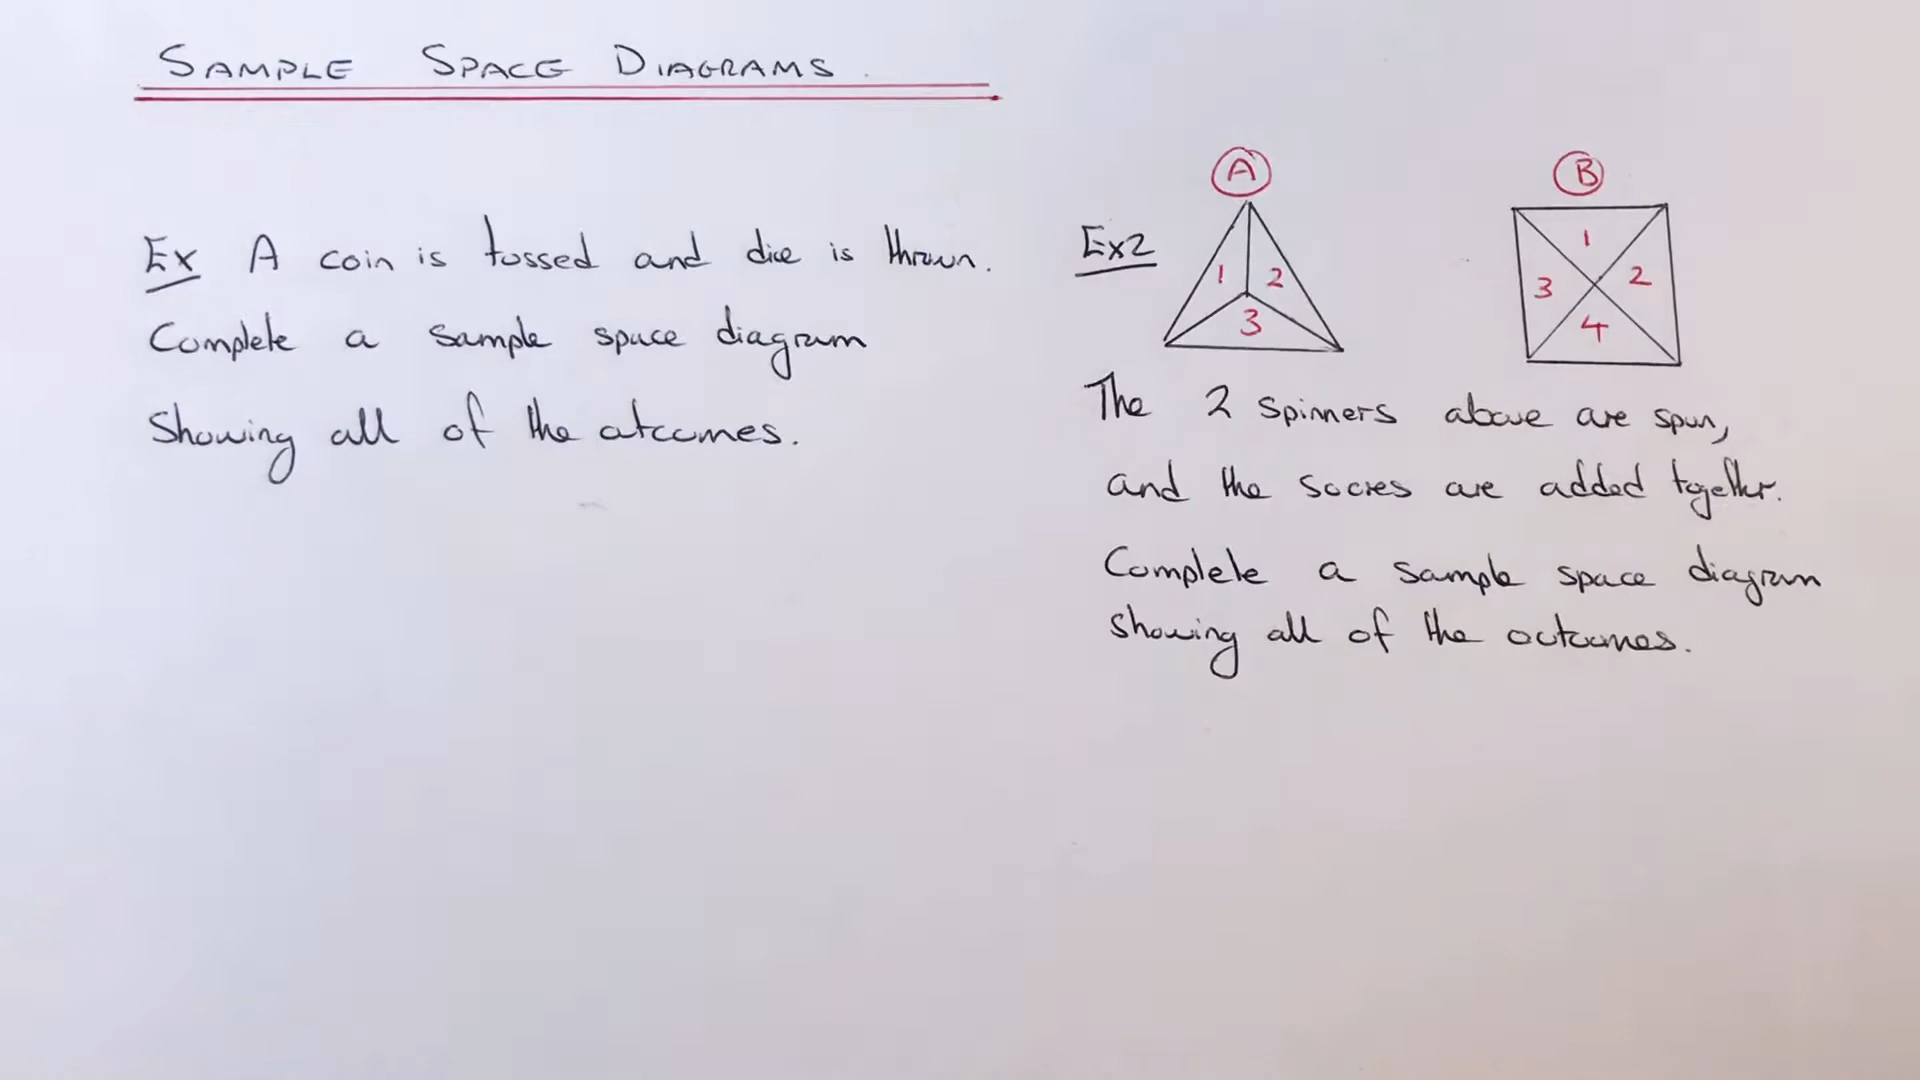 SAMPLE SPACE DIAGRAMS
Ex A coin is tossed and dice is thrown.
Complete a sample space diagram
Showing all of the outcomes.
A
B
Ex2
1
2
3
1
2
3
4
The 2 spinners above are spun,
and the socres are added together.
Complete a sample space diagram
showing all of the outcomes.